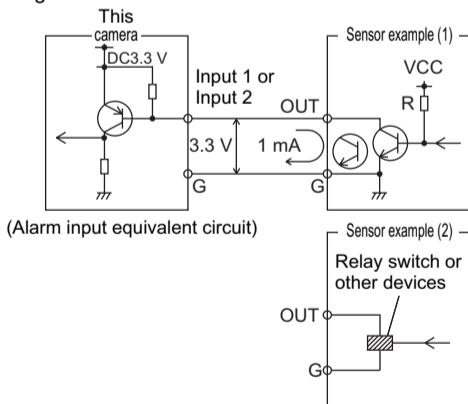 This
camera
DC3.3 V
Input 1 or
Input 2
3.3 V
G
(Alarm input equivalent circuit)
Sensor example (1)
VCC
R
OUT
1 mA
G
Sensor example (2)
Relay switch or
other devices
OUT
G